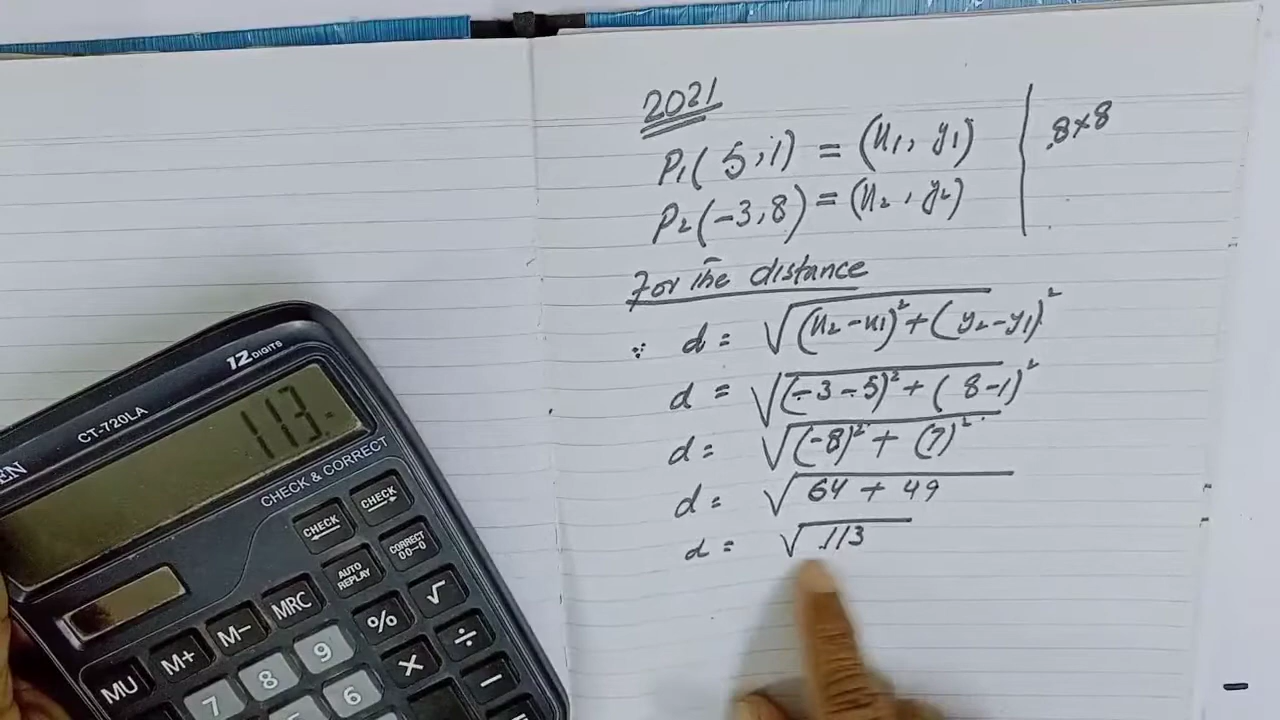 2021
P₁(5,1) = (x₁, y₁)
8×8
P₂(-3,8) = (x₂, y₂)
For the distance
∵ d = √(x₂-x₁)²+(y₂-y₁)²
d = √(-3-5)²+(8-1)²
d = √(-8)²+(7)²
d = √64+49
d = √113
12 DIGITS
CT-720LA
113.
CHECK & CORRECT
CHECK
CHECK
CORRECT
00→0
AUTO
REPLAY
√
MRC
%
÷
M-
M+
MU
9
×
−
8
6
7